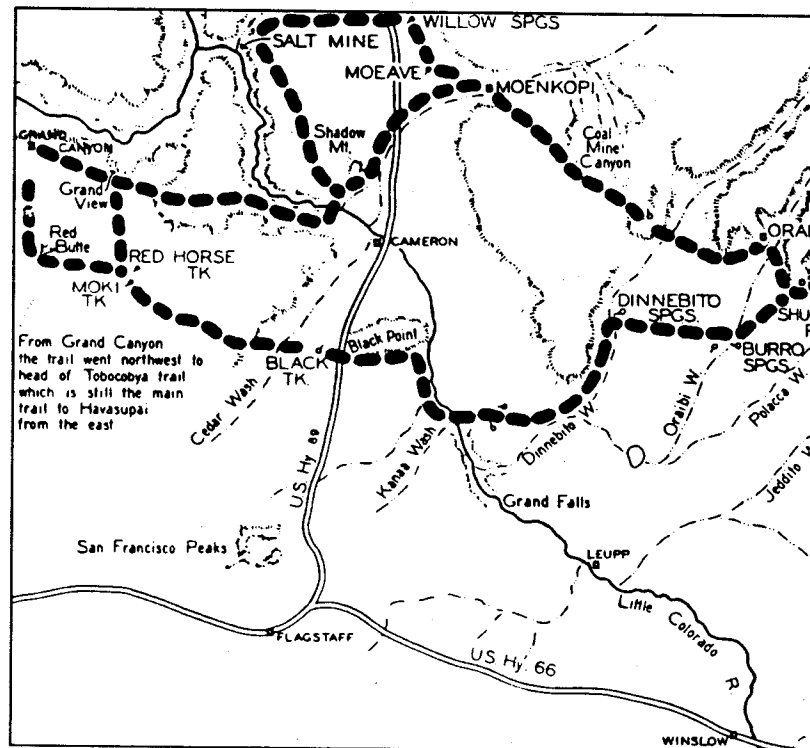 WILLOW SPGS
SALT MINE
MOEAVE
MOENKOPI
Shadow
Mt.
Coal
Mine
Canyon
GRAND
CANYON
Grand
View
Red
Butte
RED HORSE
TK
MOKI
TK
CAMERON
ORAI
DINNEBITO
SPGS.
SHU
P
BURRO
SPGS.
From Grand Canyon
the trail went northwest to
head of Tobocobya trail
which is still the main
trail to Havasupai
from the east
BLACK
TK.
Black Point
Cedar Wash
Kanaa Wash
Dinnebito W.
Oraibi W.
Polacca W.
Jeddito W
U.S. Hy 89
Grand Falls
San Francisco Peaks
LEUPP
Little Colorado R.
FLAGSTAFF
US Hy. 66
WINSLOW